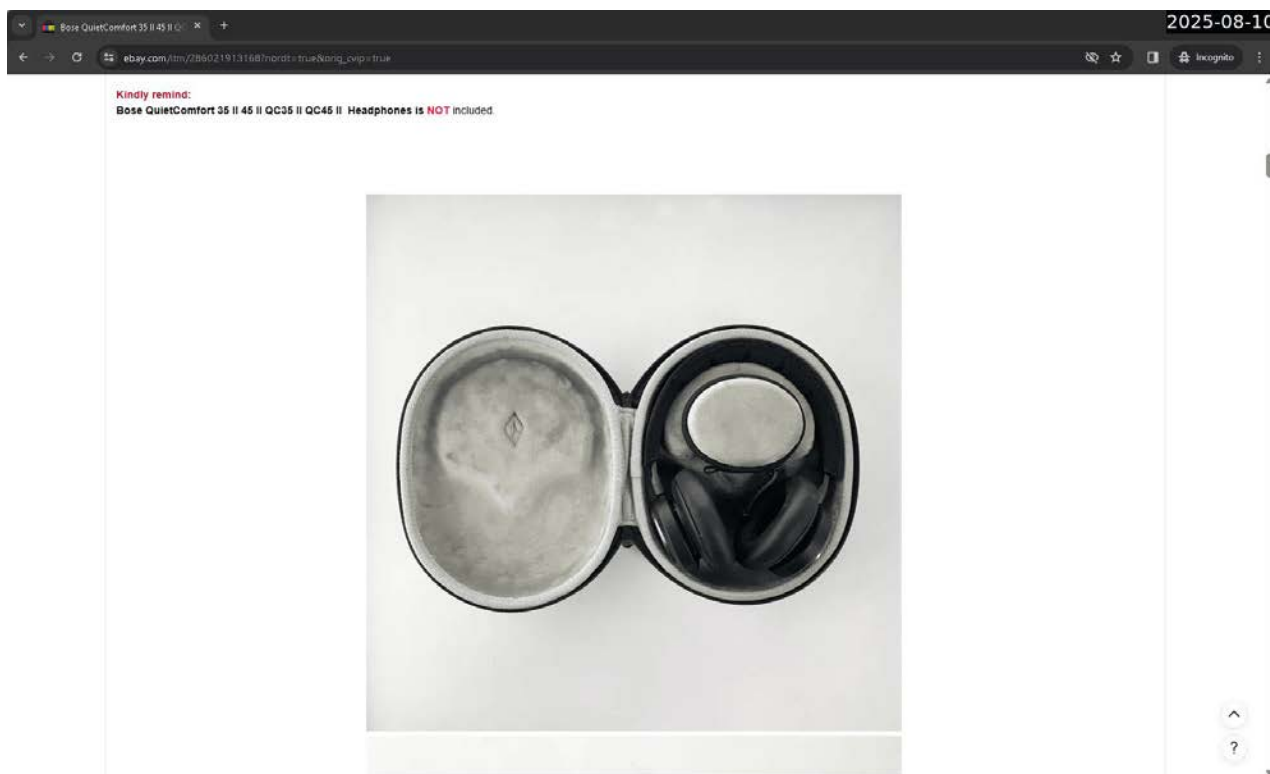 Bose QuietComfort 35 II 45 II Q
2025-08-10
ebay.com/itm/286021913168?nordt=true&orig_cvip=true
Incognito
Kindly remind:
Bose QuietComfort 35 II 45 II QC35 II QC45 II Headphones is NOT included.
?